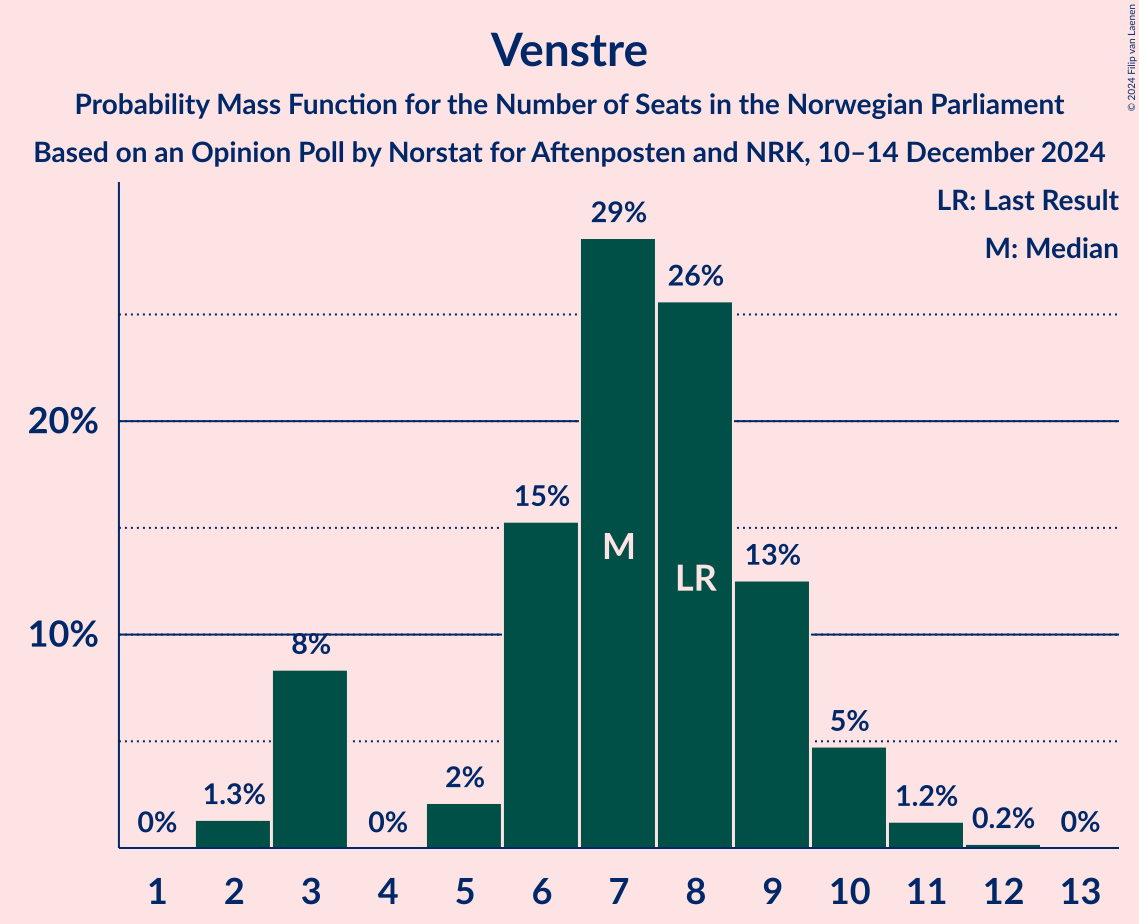 © 2024 Filip van Laenen
Venstre
Probability Mass Function for the Number of Seats in the Norwegian Parliament
Based on an Opinion Poll by Norstat for Aftenposten and NRK, 10–14 December 2024
LR: Last Result
M: Median
20%
10%
0%
1.3%
8%
0%
2%
15%
29%
26%
13%
5%
1.2%
0.2%
0%
M
LR
1 2 3 4 5 6 7 8 9 10 11 12 13